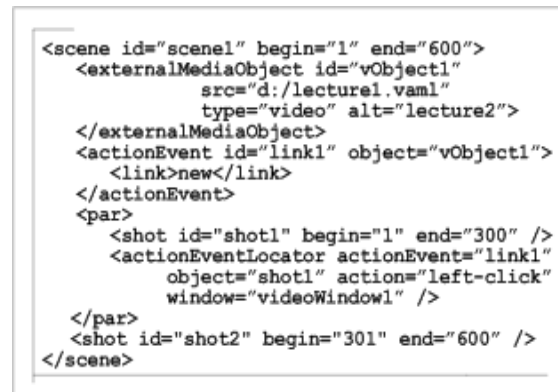 <scene id="scene1" begin="1" end="600">
<externalMediaObject id="vObject1"
src="d:/lecture1.vaml"
type="video" alt="lecture2">
</externalMediaObject>
<actionEvent id="link1" object="vObject1">
<link>new</link>
</actionEvent>
<par>
<shot id="shot1" begin="1" end="300" />
<actionEventLocator actionEvent="link1"
object="shot1" action="left-click"
window="videoWindow1" />
</par>
<shot id="shot2" begin="301" end="600" />
</scene>